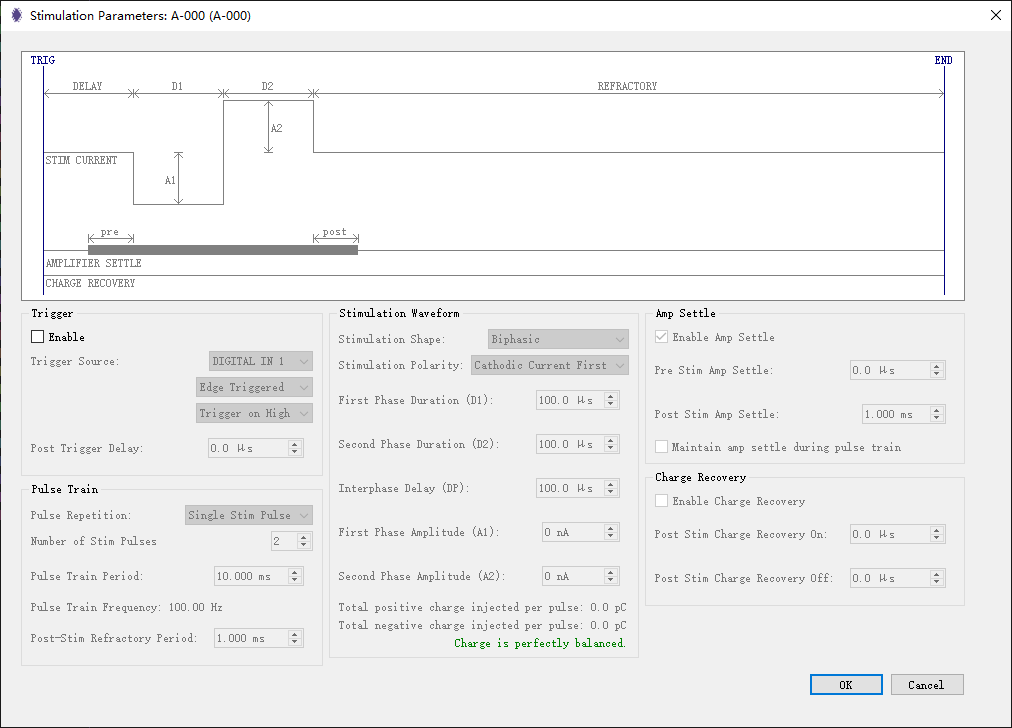 Stimulation Parameters: A-000 (A-000)
TRIG
END
DELAY
D1
D2
REFRACTORY
A2
STIM CURRENT
A1
pre
post
AMPLIFIER SETTLE
CHARGE RECOVERY
Trigger
Enable
Trigger Source: DIGITAL IN 1
Edge Triggered
Trigger on High
Post Trigger Delay: 0.0 µs
Pulse Train
Pulse Repetition: Single Stim Pulse
Number of Stim Pulses 2
Pulse Train Period: 10.000 ms
Pulse Train Frequency: 100.00 Hz
Post-Stim Refractory Period: 1.000 ms
Stimulation Waveform
Stimulation Shape: Biphasic
Stimulation Polarity: Cathodic Current First
First Phase Duration (D1): 100.0 µs
Second Phase Duration (D2): 100.0 µs
Interphase Delay (DP): 100.0 µs
First Phase Amplitude (A1): 0 nA
Second Phase Amplitude (A2): 0 nA
Total positive charge injected per pulse: 0.0 pC
Total negative charge injected per pulse: 0.0 pC
Charge is perfectly balanced.
Amp Settle
Enable Amp Settle
Pre Stim Amp Settle: 0.0 µs
Post Stim Amp Settle: 1.000 ms
Maintain amp settle during pulse train
Charge Recovery
Enable Charge Recovery
Post Stim Charge Recovery On: 0.0 µs
Post Stim Charge Recovery Off: 0.0 µs
OK
Cancel